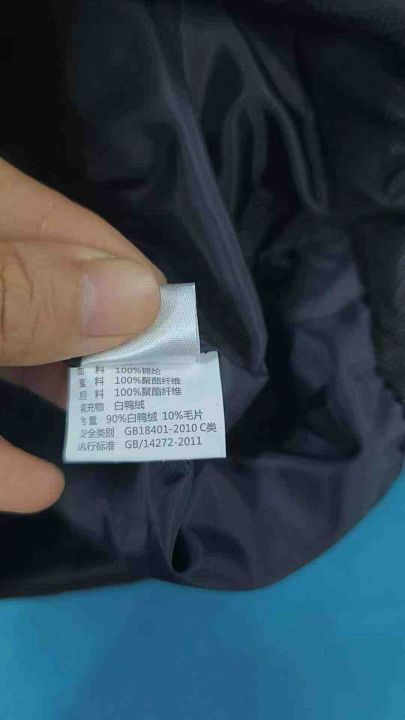 面 料 100%锦纶
里 料 100%聚酯纤维
胆 料 100%聚酯纤维
填充物 白鸭绒
含量 90%白鸭绒 10%毛片
安全类别 GB18401-2010 C类
执行标准 GB/14272-2011